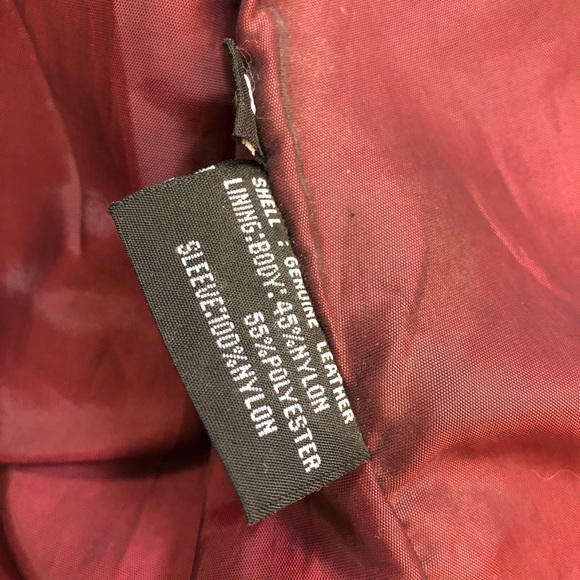 SHELL : GENUINE LEATHER
LINING:BODY:45%NYLON
55%POLYESTER
SLEEVE:100%NYLON